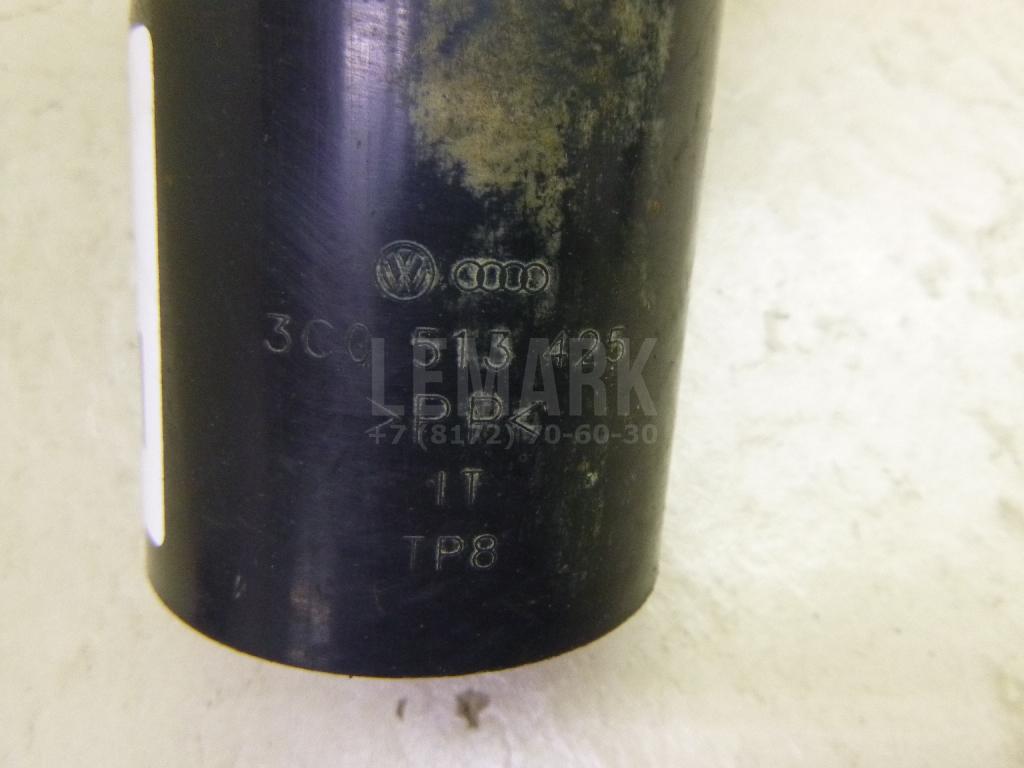 3C0 513 425
LEMARK
>PP<
+7 (8172) 70-60-30
1T
TP8